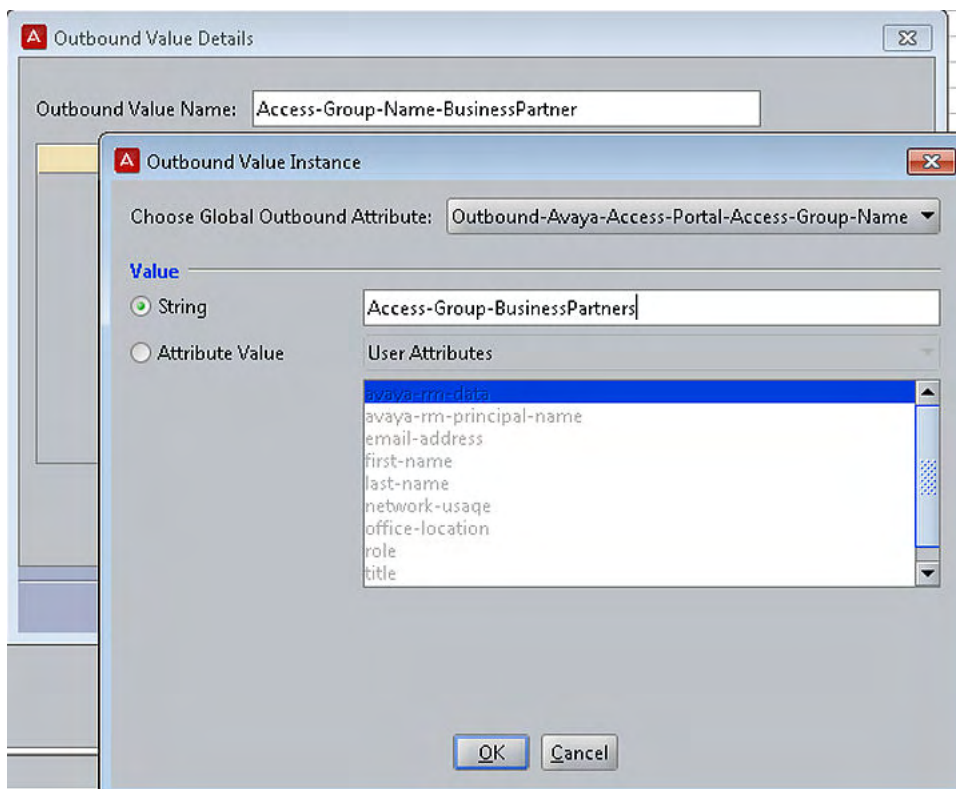 Outbound Value Details
Outbound Value Name: Access-Group-Name-BusinessPartner
Outbound Value Instance
Choose Global Outbound Attribute: Outbound-Avaya-Access-Portal-Access-Group-Name
Value
String Access-Group-BusinessPartners
Attribute Value User Attributes
avaya-rm-data
avaya-rm-principal-name
email-address
first-name
last-name
network-usage
office-location
role
title
OK Cancel